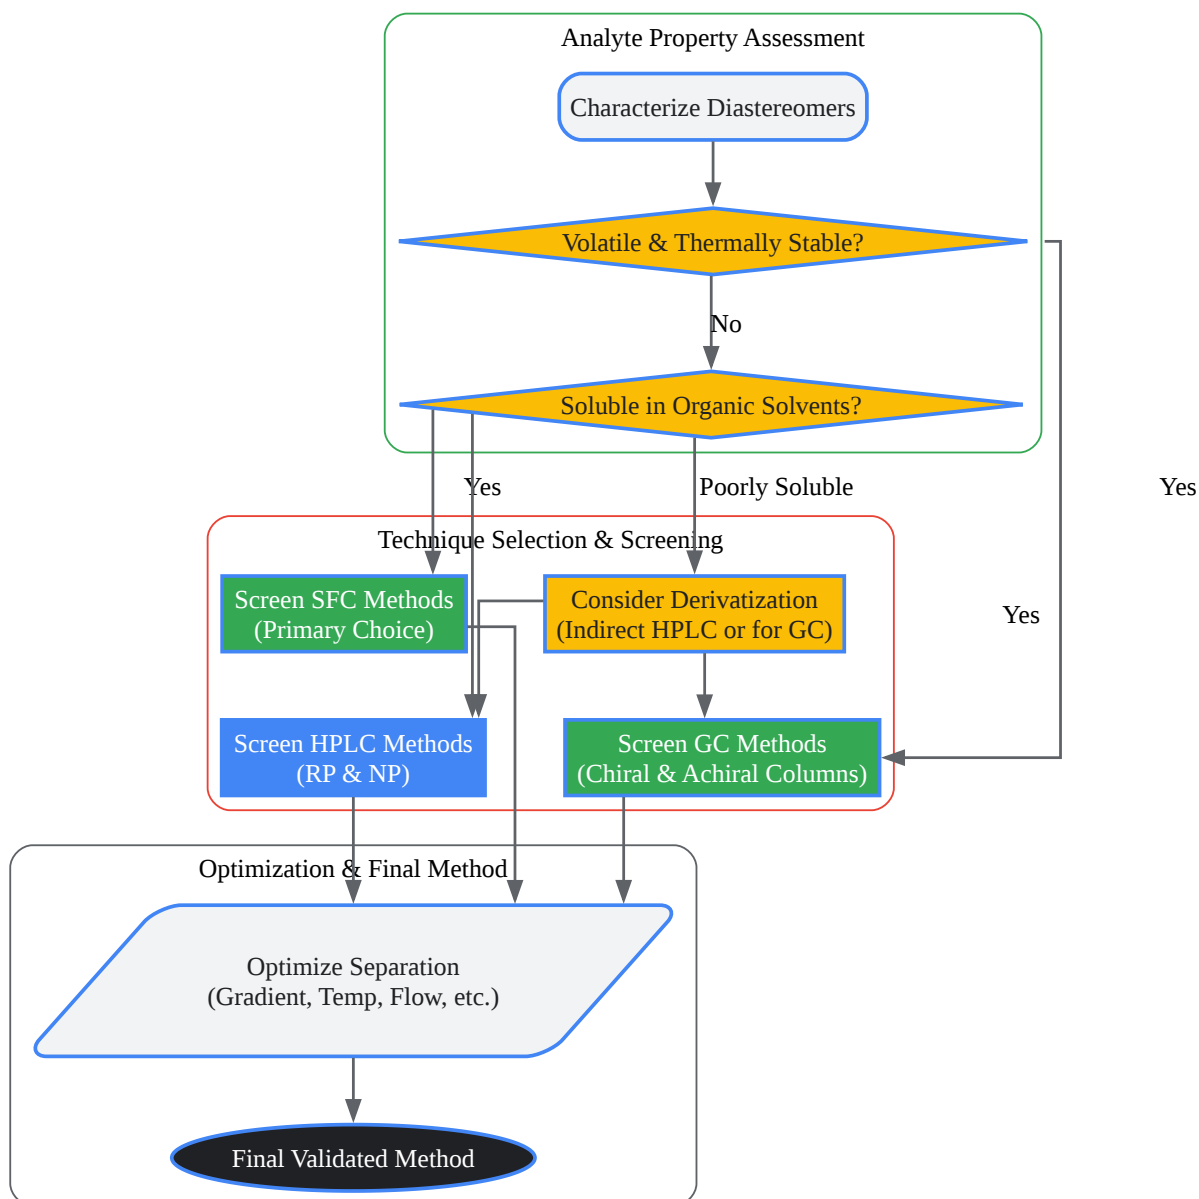 Analyte Property Assessment
Characterize Diastereomers
Volatile & Thermally Stable?
No
Soluble in Organic Solvents?
Yes
Poorly Soluble
Yes
Technique Selection & Screening
Screen SFC Methods
(Primary Choice)
Consider Derivatization
(Indirect HPLC or for GC)
Yes
Screen HPLC Methods
(RP & NP)
Screen GC Methods
(Chiral & Achiral Columns)
Optimization & Final Method
Optimize Separation
(Gradient, Temp, Flow, etc.)
Final Validated Method